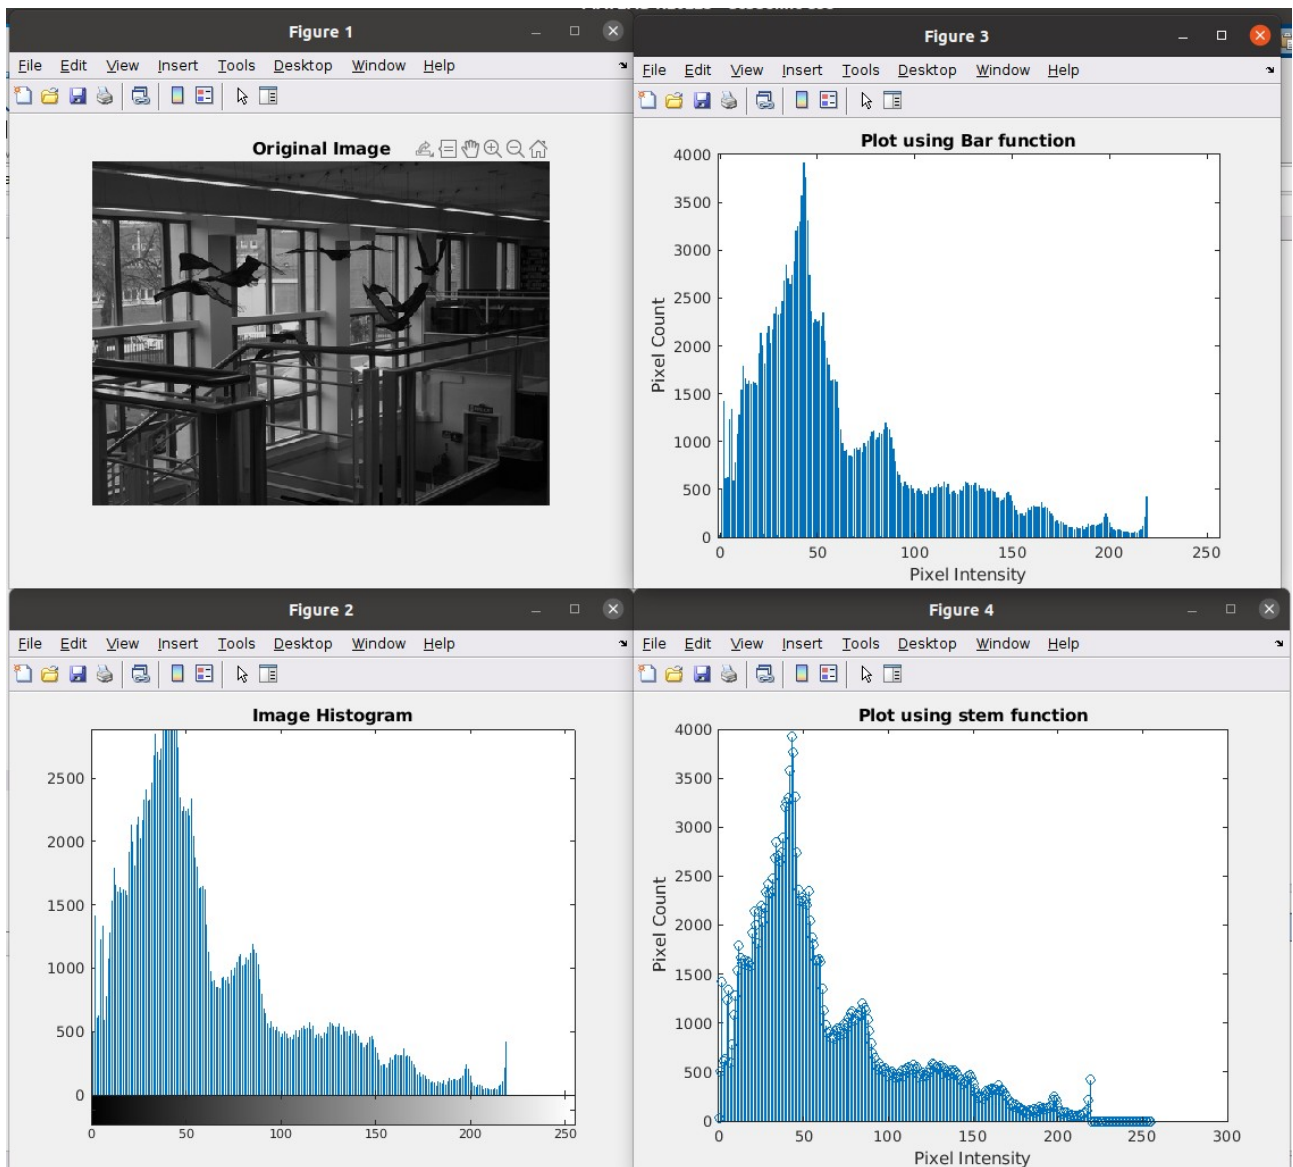 Figure 1
File Edit View Insert Tools Desktop Window Help
Original Image
Figure 3
File Edit View Insert Tools Desktop Window Help
Plot using Bar function
4000
3500
3000
2500
2000
1500
1000
500
0
Pixel Count
0 50 100 150 200 250
Pixel Intensity
Figure 2
File Edit View Insert Tools Desktop Window Help
Image Histogram
2500
2000
1500
1000
500
0
0 50 100 150 200 250
Figure 4
File Edit View Insert Tools Desktop Window Help
Plot using stem function
4000
3500
3000
2500
2000
1500
1000
500
0
Pixel Count
0 50 100 150 200 250 300
Pixel Intensity